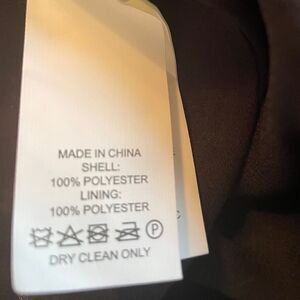 MADE IN CHINA
SHELL:
100% POLYESTER
LINING:
100% POLYESTER
P
DRY CLEAN ONLY
C